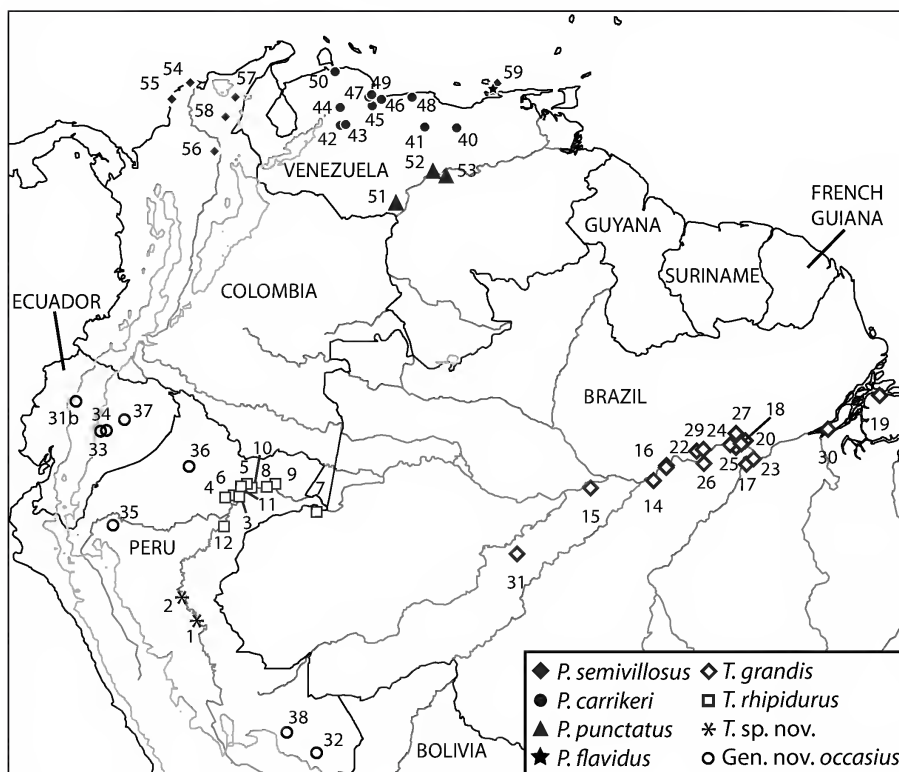 54
57
59
55
50
49
47
58
44
46
48
45
42
43
41
40
56
52
VENEZUELA
53
51
FRENCH
GUIANA
GUYANA
SURINAME
COLOMBIA
ECUADOR
BRAZIL
37
34
31b
33
27
18
29
24
22
20
19
16
10
36
5
8
9
6
4
7
25
30
26
17
23
14
11
3
15
35
12
PERU
31
2
1
38
32
BOLIVIA
P. semivillosus
T. grandis
P. carrikeri
T. rhipidurus
P. punctatus
T. sp. nov.
P. flavidus
Gen. nov. occasius